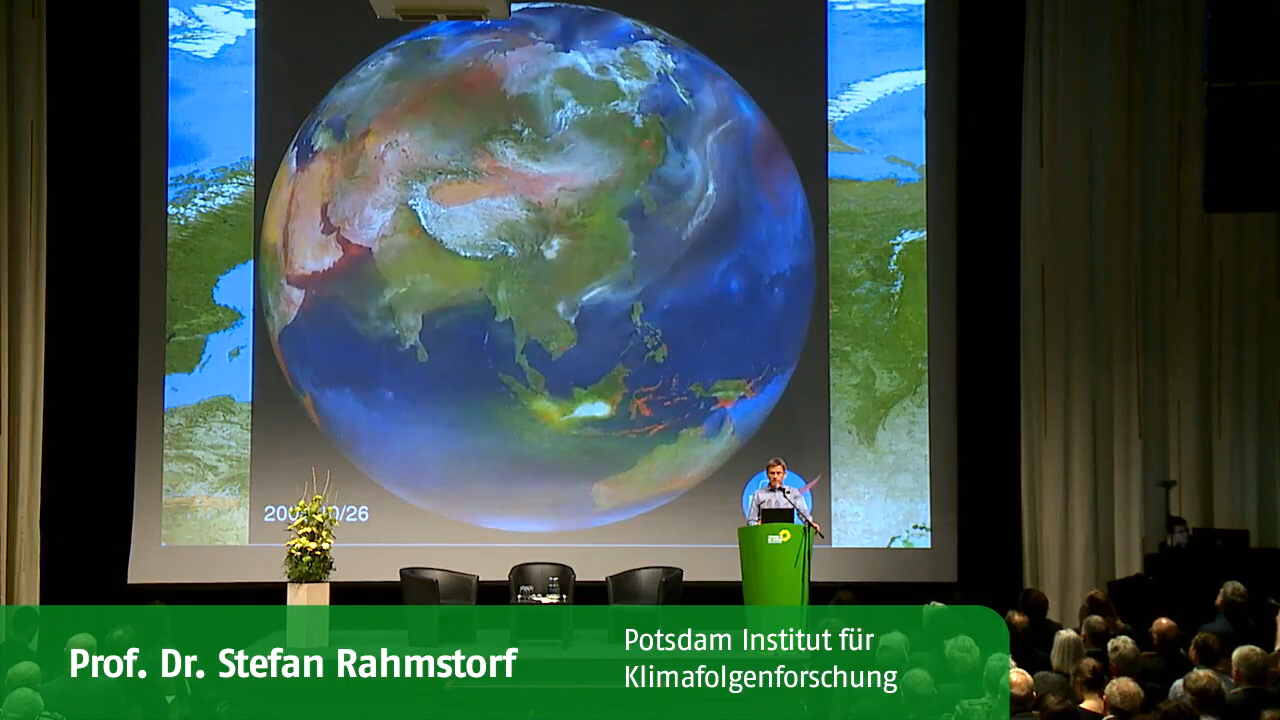 Prof. Dr. Stefan Rahmstorf
Potsdam Institut für
Klimafolgenforschung